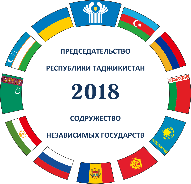 ПРЕДСЕДАТЕЛЬСТВО
РЕСПУБЛИКИ ТАДЖИКИСТАН
2018
СОДРУЖЕСТВО
НЕЗАВИСИМЫХ ГОСУДАРСТВ